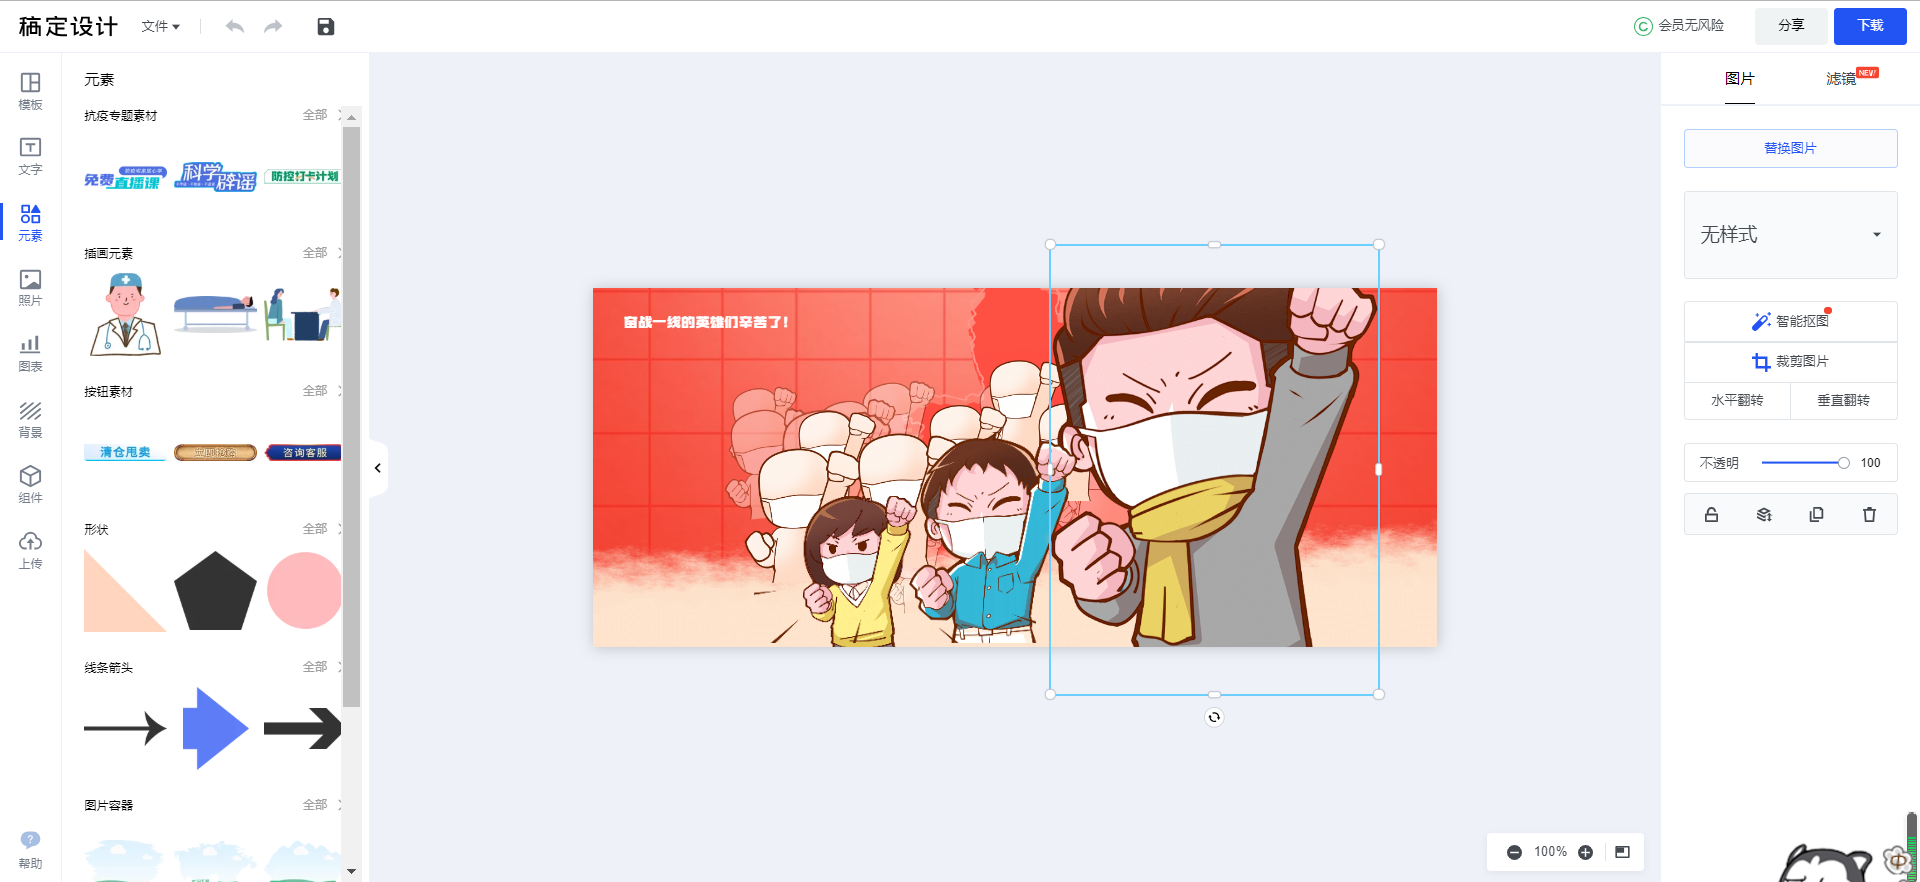 稿定设计
文件
会员无风险
分享
下载
模板
文字
元素
照片
图表
背景
组件
上传
帮助
元素
抗疫专题素材
全部
免费
直播课
科学
辟谣
防控打卡计划
插画元素
全部
按钮素材
全部
清仓甩卖
咨询客服
形状
全部
线条箭头
全部
图片容器
全部
奋战一线的英雄们辛苦了!
100%
图片
滤镜
NEW!
替换图片
无样式
智能抠图
裁剪图片
水平翻转
垂直翻转
不透明
100